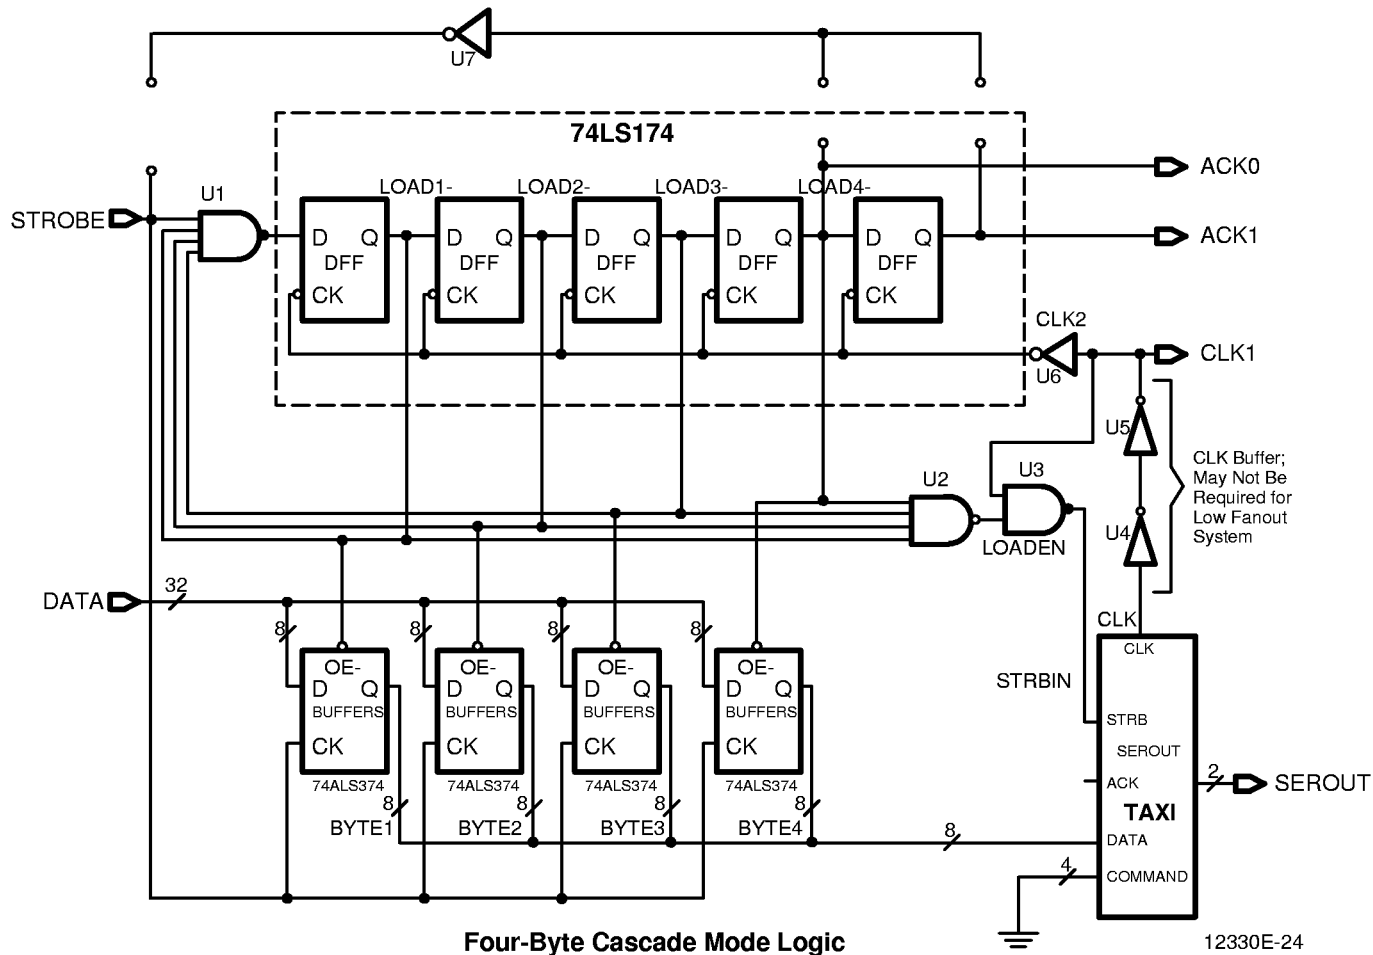 U7
74LS174
ACK0
U1
LOAD1-
LOAD2-
LOAD3-
LOAD4-
STROBE
ACK1
D Q
DFF
CK
D Q
DFF
CK
D Q
DFF
CK
D Q
DFF
CK
D Q
DFF
CK
CLK2
U6
CLK1
U5
CLK Buffer;
May Not Be
Required for
Low Fanout
System
U4
U2
U3
LOADEN
DATA
32
8
8
8
8
OE-
D Q
BUFFERS
CK
74ALS374
OE-
D Q
BUFFERS
CK
74ALS374
OE-
D Q
BUFFERS
CK
74ALS374
OE-
D Q
BUFFERS
CK
74ALS374
8
BYTE1
8
BYTE2
8
BYTE3
8
BYTE4
8
4
CLK
CLK
STRBIN
STRB
SEROUT
ACK
TAXI
DATA
COMMAND
2
SEROUT
Four-Byte Cascade Mode Logic
12330E-24